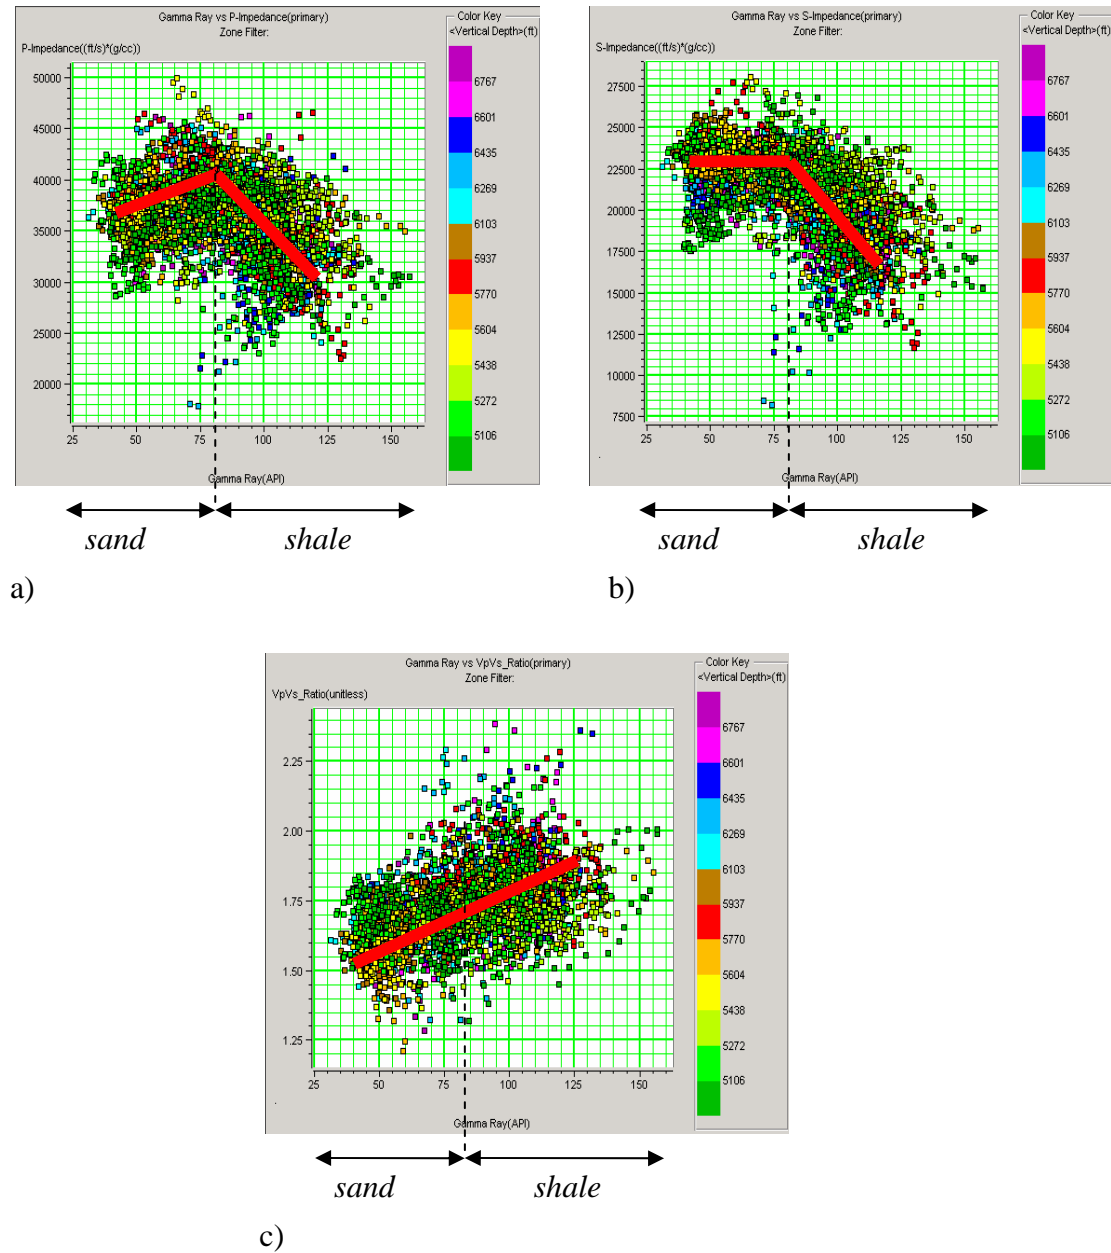 Gamma Ray vs P-Impedance(primary)
Zone Filter:
P-Impedance((ft/s)*(g/cc))
50000
45000
40000
35000
30000
25000
20000
25 50 75 100 125 150
Gamma Ray(API)
Color Key
<Vertical Depth>(ft)
6767
6601
6435
6269
6103
5937
5770
5604
5438
5272
5106
sand shale
a)
Gamma Ray vs S-Impedance(primary)
Zone Filter:
S-Impedance((ft/s)*(g/cc))
27500
25000
22500
20000
17500
15000
12500
10000
7500
25 50 75 100 125 150
Gamma Ray(API)
Color Key
<Vertical Depth>(ft)
6767
6601
6435
6269
6103
5937
5770
5604
5438
5272
5106
sand shale
b)
Gamma Ray vs VpVs_Ratio(primary)
Zone Filter:
VpVs_Ratio(unitless)
2.25
2.00
1.75
1.50
1.25
25 50 75 100 125 150
Gamma Ray(API)
Color Key
<Vertical Depth>(ft)
6767
6601
6435
6269
6103
5937
5770
5604
5438
5272
5106
sand shale
c)